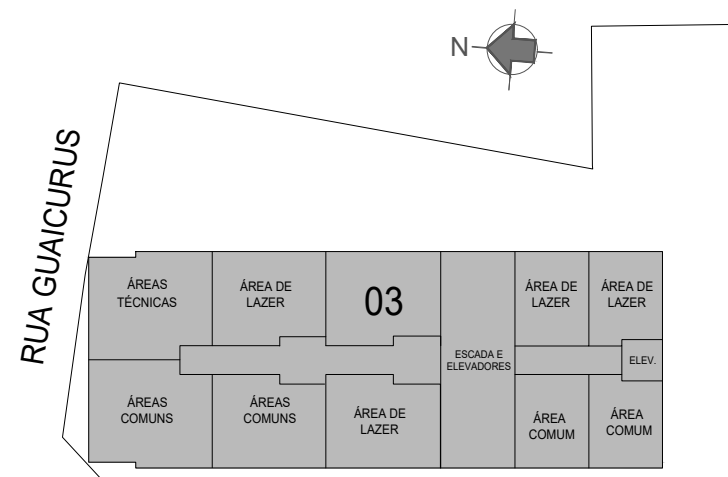 N
RUA GUAICURUS
ÁREAS
TÉCNICAS
ÁREA DE
LAZER
03
ÁREA DE
LAZER
ÁREA DE
LAZER
ESCADA E
ELEVADORES
ELEV.
ÁREAS
COMUNS
ÁREAS
COMUNS
ÁREA DE
LAZER
ÁREA
COMUM
ÁREA
COMUM